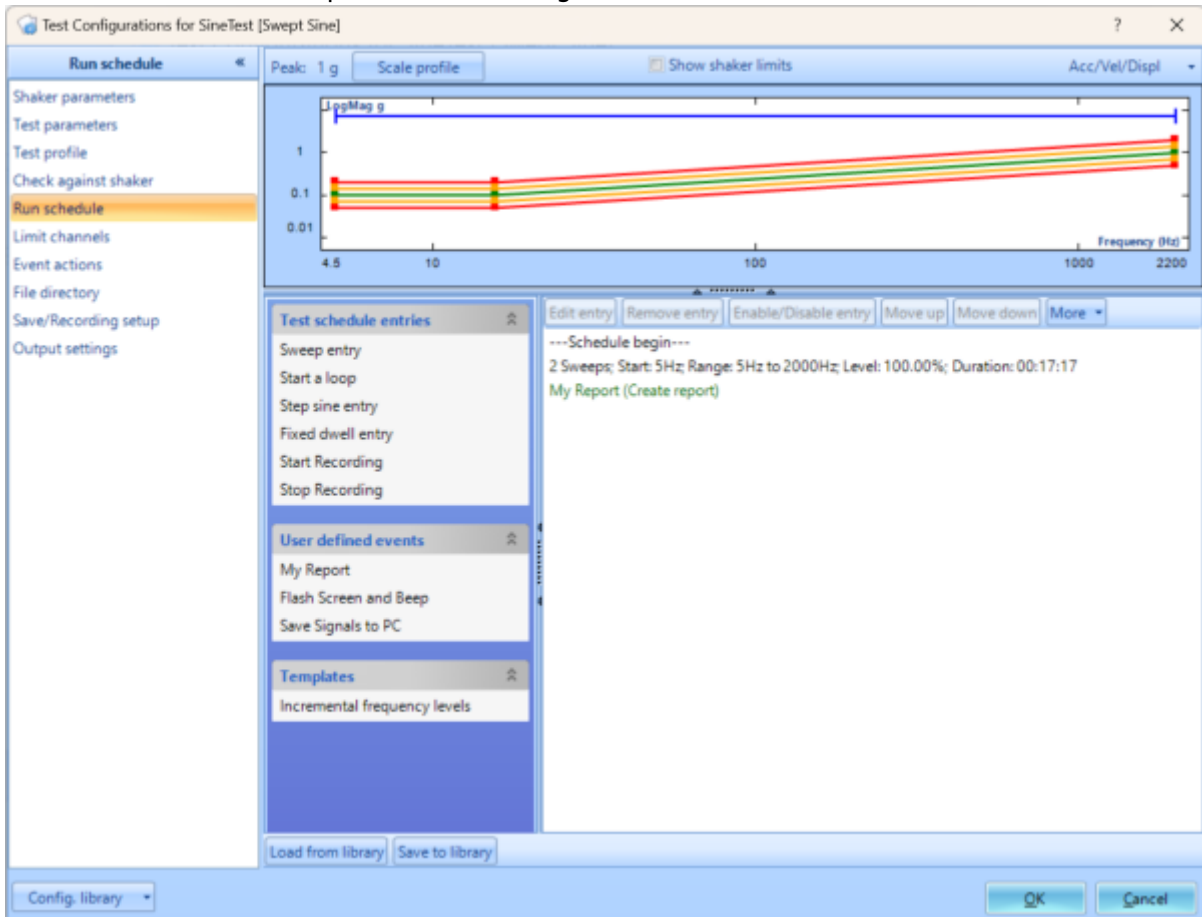 Test Configurations for SineTest [Swept Sine]
?
Run schedule
Shaker parameters
Test parameters
Test profile
Check against shaker
Run schedule
Limit channels
Event actions
File directory
Save/Recording setup
Output settings
Peak: 1 g
Scale profile
Show shaker limits
Acc/Vel/Displ
LogMag g
1
0.1
0.01
Frequency (Hz)
4.5 10 100 1000 2200
Test schedule entries
Sweep entry
Start a loop
Step sine entry
Fixed dwell entry
Start Recording
Stop Recording
User defined events
My Report
Flash Screen and Beep
Save Signals to PC
Templates
Incremental frequency levels
Edit entry Remove entry Enable/Disable entry Move up Move down More
---Schedule begin---
2 Sweeps; Start: 5Hz; Range: 5Hz to 2000Hz; Level: 100.00%; Duration: 00:17:17
My Report (Create report)
Load from library Save to library
Config. library
OK Cancel